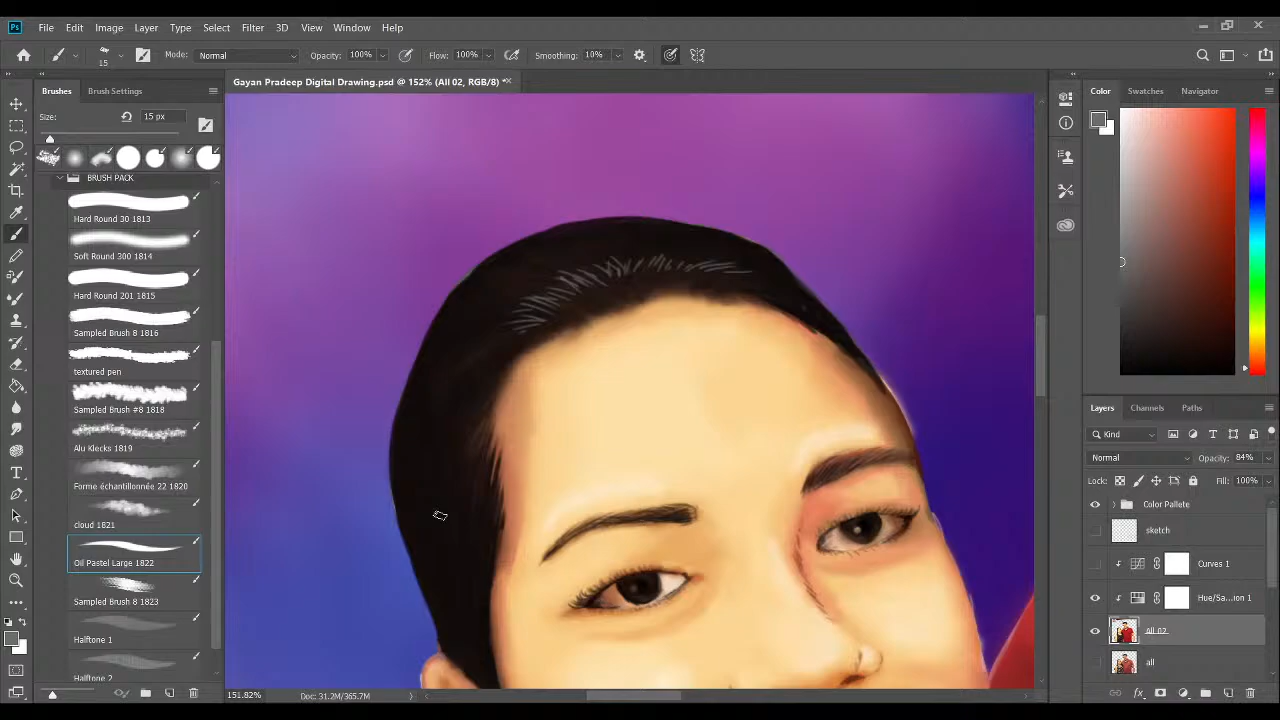 Ps File Edit Image Layer Type Select Filter 3D View Window Help
15 Mode: Normal Opacity: 100% Flow: 100% Smoothing: 10%
Brushes Brush Settings
Gayan Pradeep Digital Drawing.psd @ 152% (All 02, RGB/8) *
Color Swatches Navigator
Size: 15 px
BRUSH PACK
Hard Round 30 1813
Soft Round 300 1814
Hard Round 201 1815
Sampled Brush 8 1816
textured pen
Sampled Brush #8 1818
Alu Klecks 1819
Forme échantillonnée 22 1820
cloud 1821
Oil Pastel Large 1822
Sampled Brush 8 1823
Halftone 1
Halftone 2
Layers Channels Paths
Kind
Normal Opacity: 84%
Lock: Fill: 100%
Color Pallete
sketch
Curves 1
Hue/Sa...ion 1
All 02
all
151.82% Doc: 31.2M/365.7M